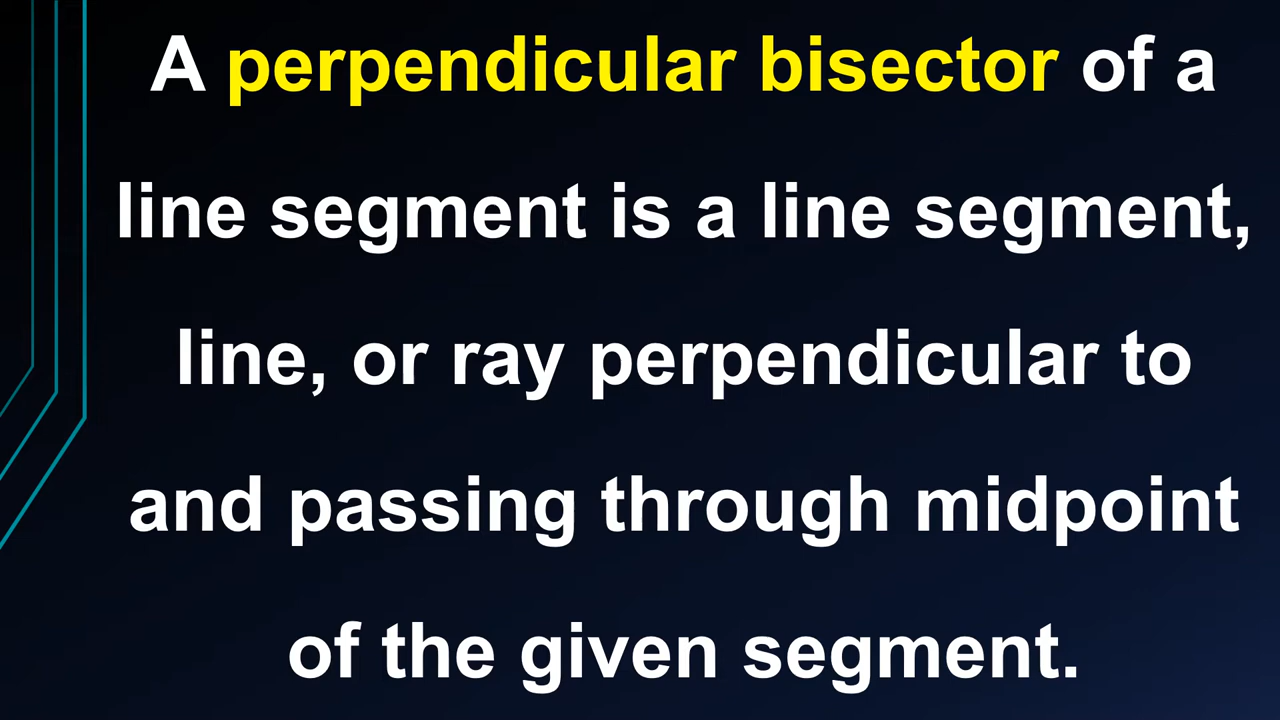 A perpendicular bisector of a
line segment is a line segment,
line, or ray perpendicular to
and passing through midpoint
of the given segment.